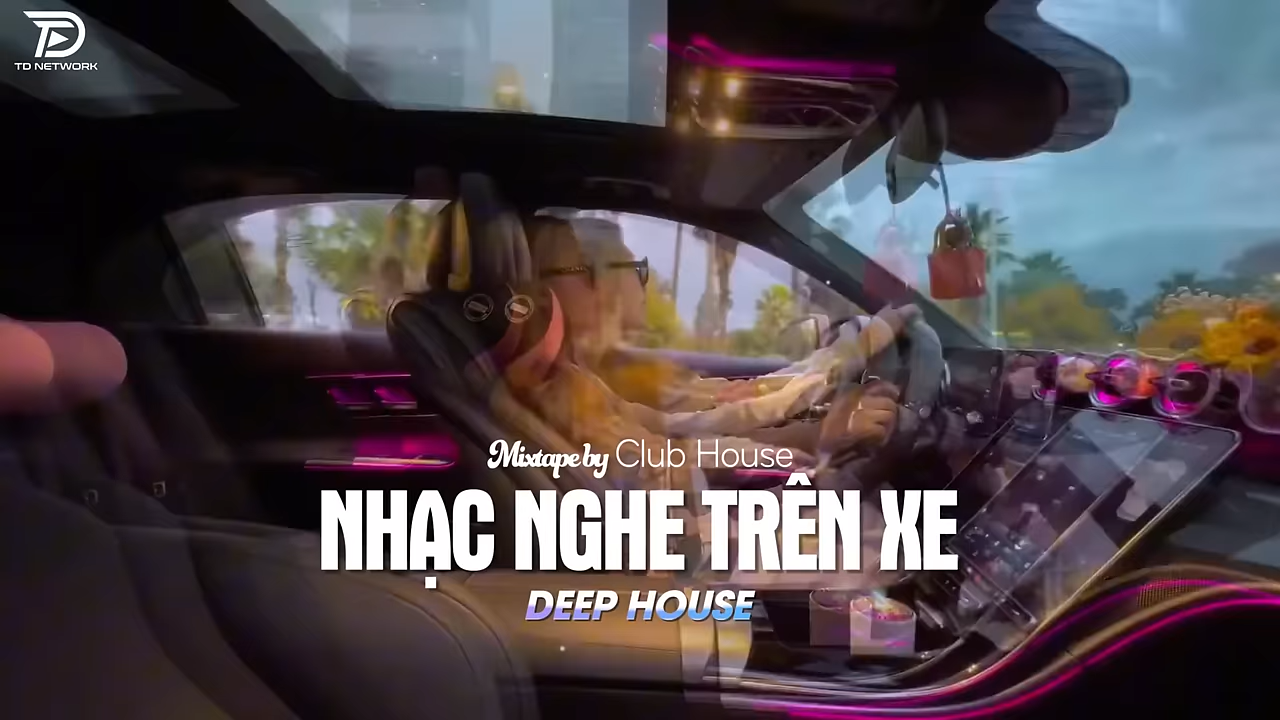 TD NETWORK
Mixtape by Club House
NHẠC NGHE TRÊN XE
DEEP HOUSE